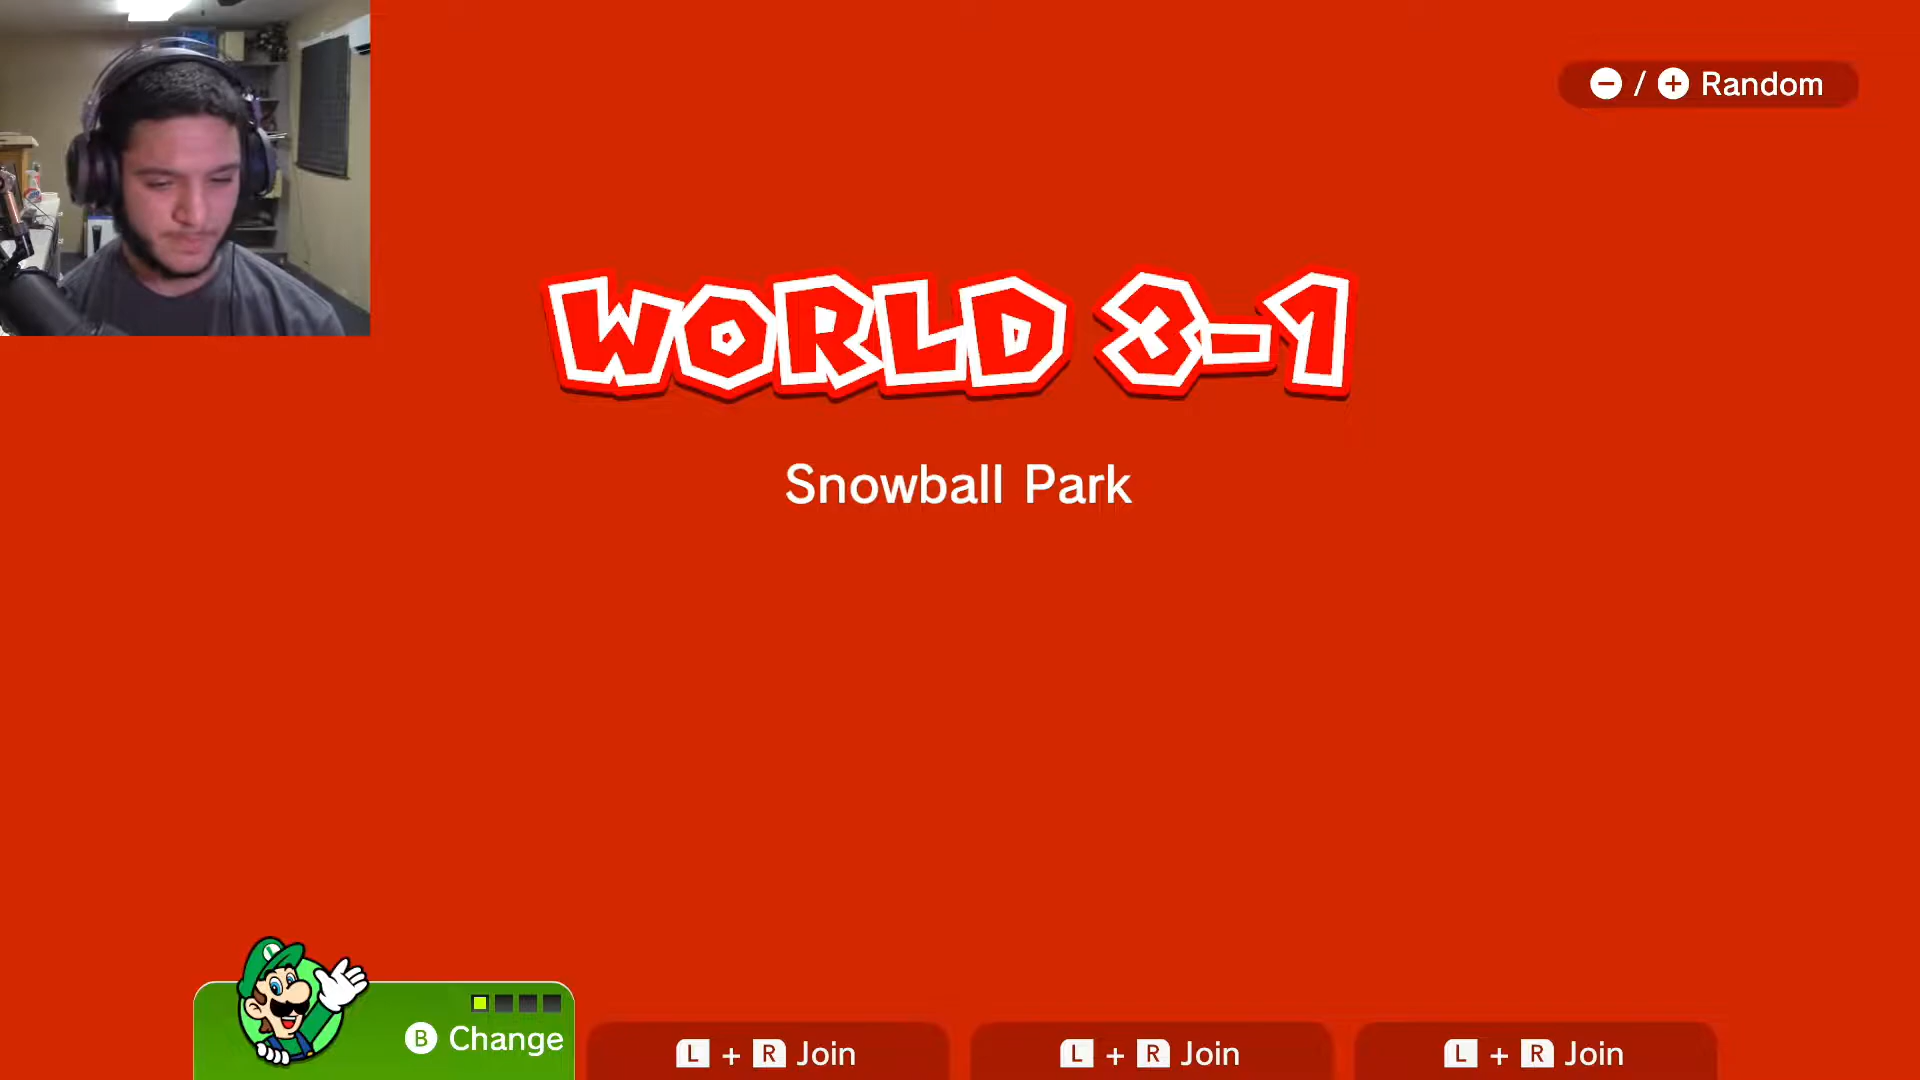 − / + Random
WORLD 3-1
Snowball Park
L
B Change
L + R Join
L + R Join
L + R Join